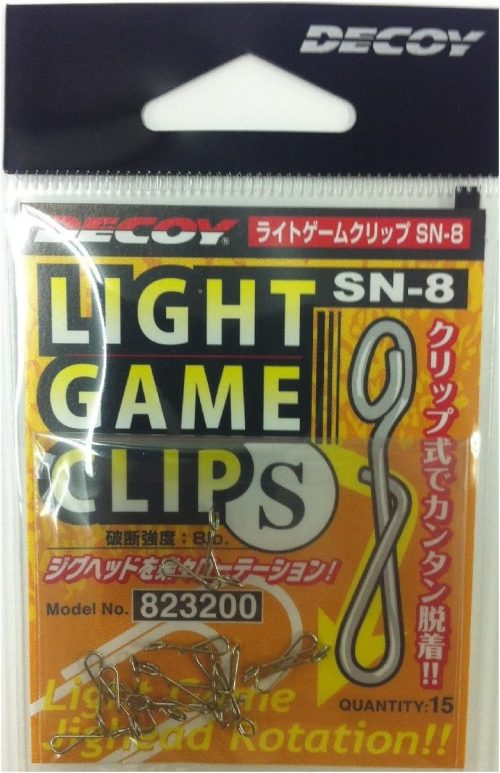 DECOY
DECOY® ライトゲームクリップ SN-8
SN-8
LIGHT
GAME
CLIP S
クリップ式でカンタン脱着!!
破断強度:8lb.
ジグヘッドを楽々ローテーション!
Model No. 823200
QUANTITY:15
Light Game
Jighead Rotation!!